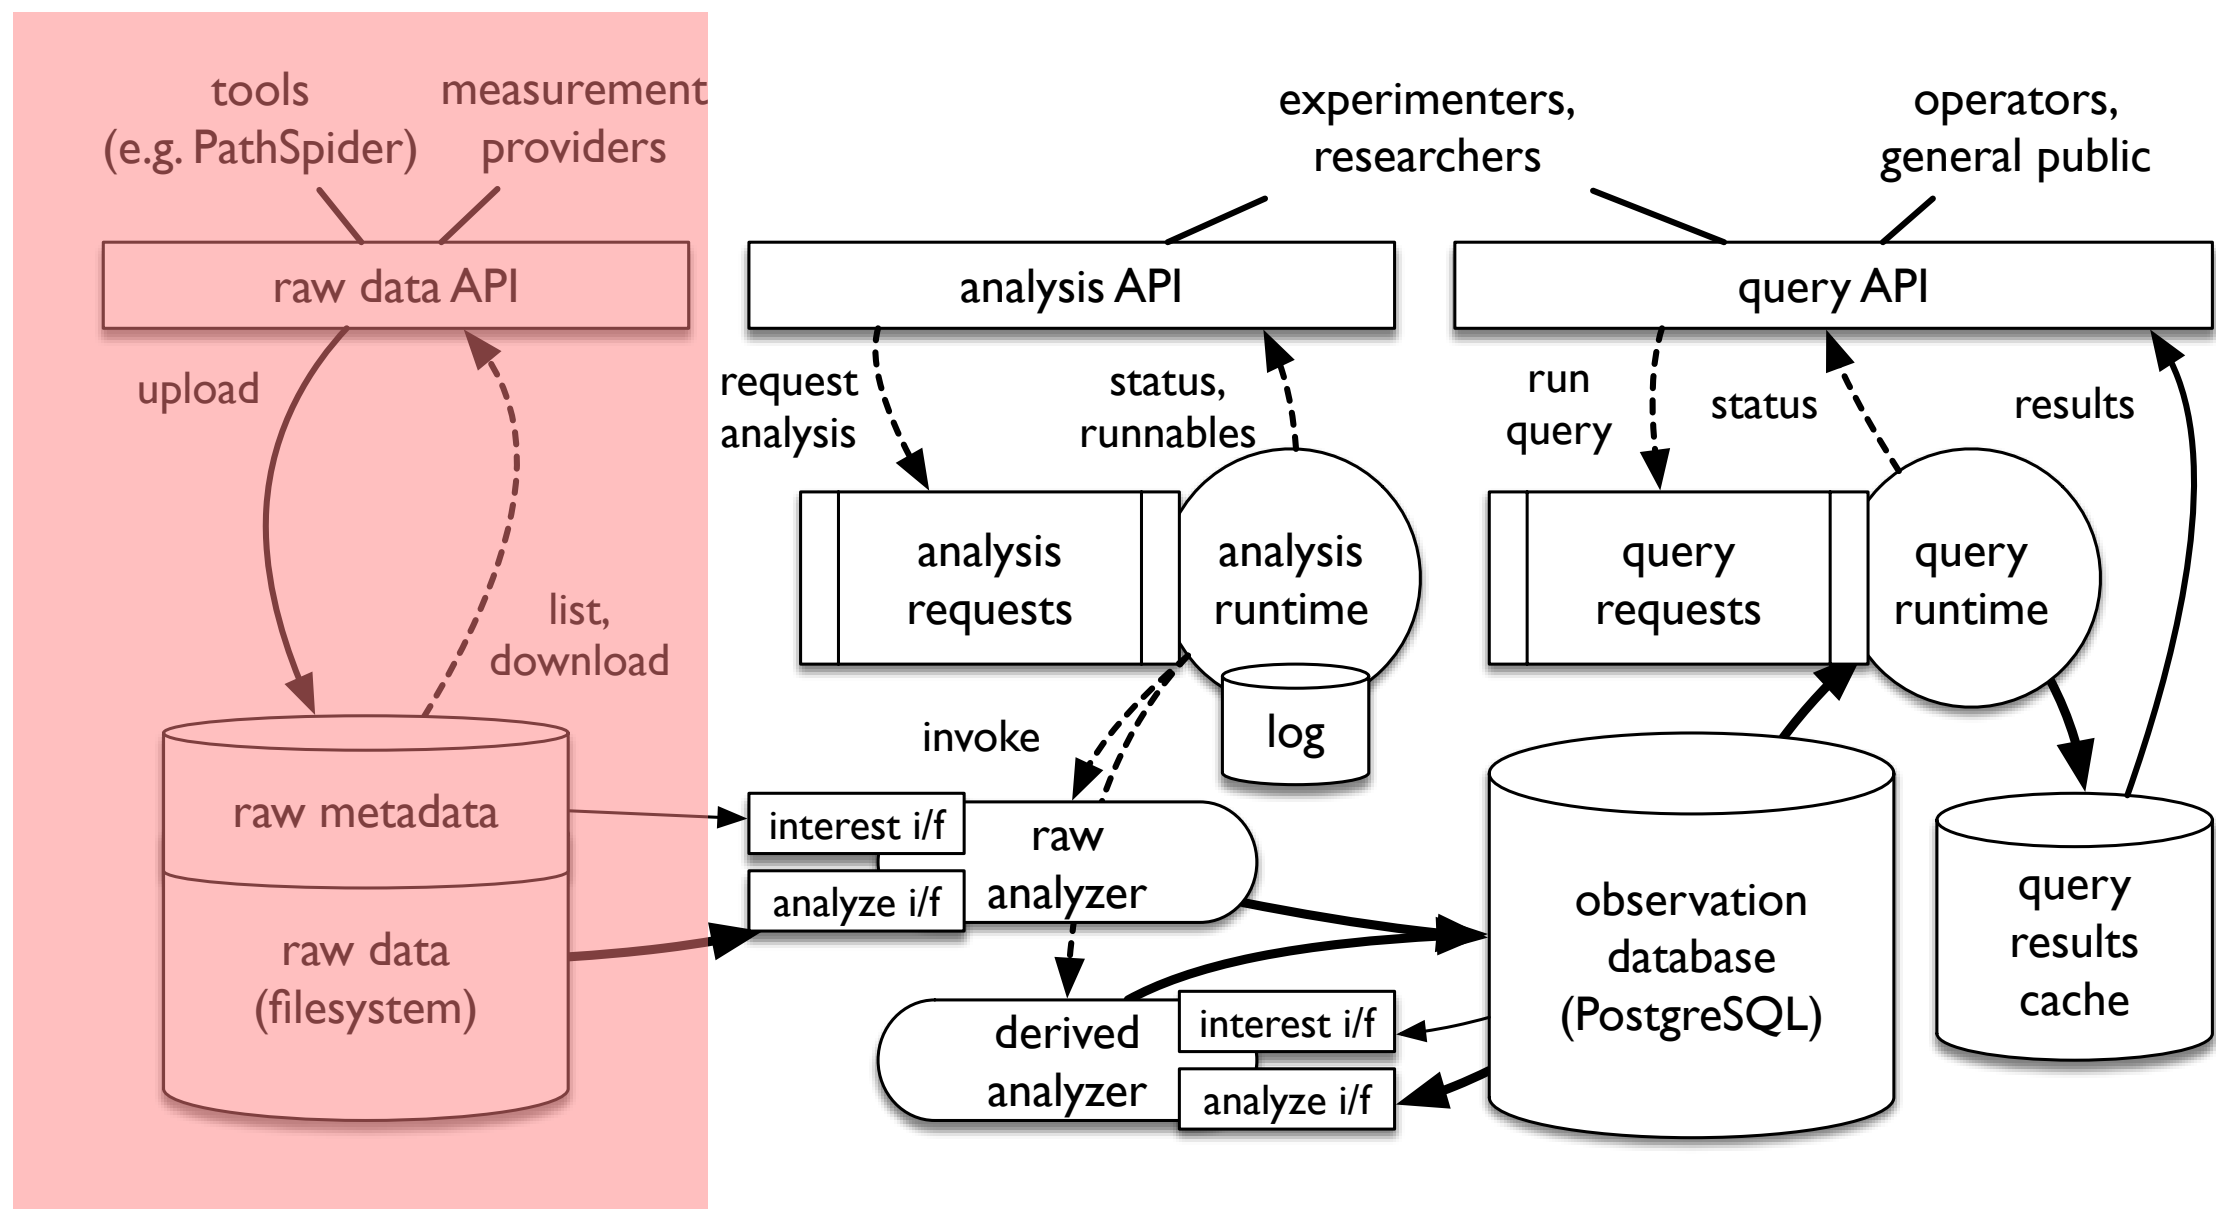 tools
(e.g. PathSpider)
measurement
providers
experimenters,
researchers
operators,
general public
raw data API
analysis API
query API
upload
list,
download
request
analysis
status,
runnables
run
query
status
results
analysis
requests
analysis
runtime
log
query
requests
query
runtime
invoke
raw metadata
raw data
(filesystem)
interest i/f
analyze i/f
raw
analyzer
derived
analyzer
interest i/f
analyze i/f
observation
database
(PostgreSQL)
query
results
cache